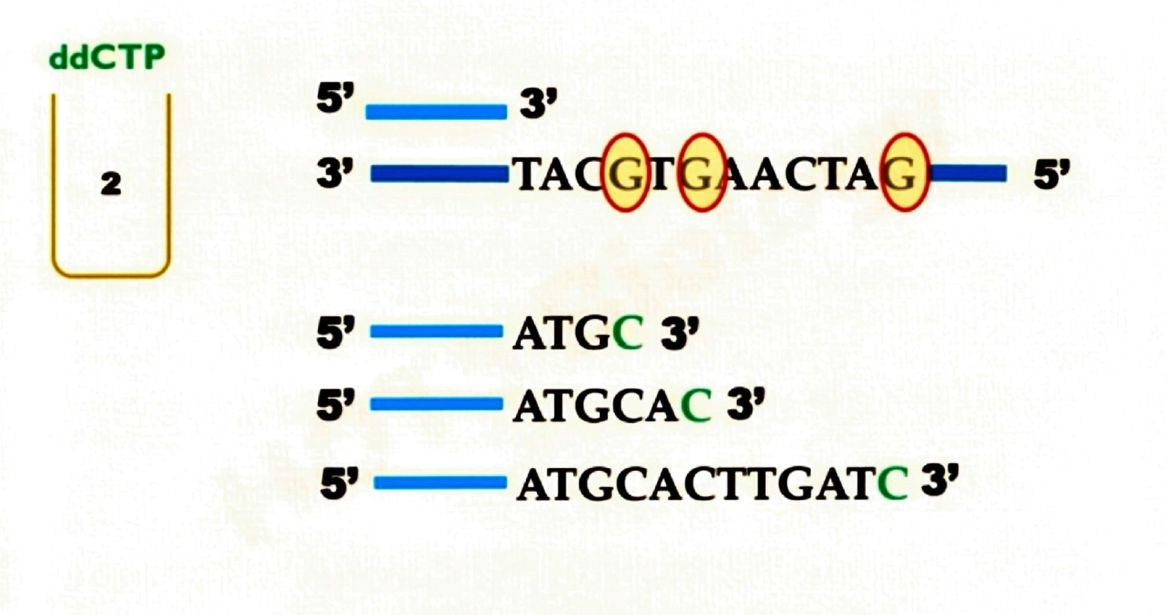 ddCTP
2
5’ 3’
3’ TACGTGAACTAG 5’
5’ ATGC 3’
5’ ATGCAC 3’
5’ ATGCACTTGATC 3’